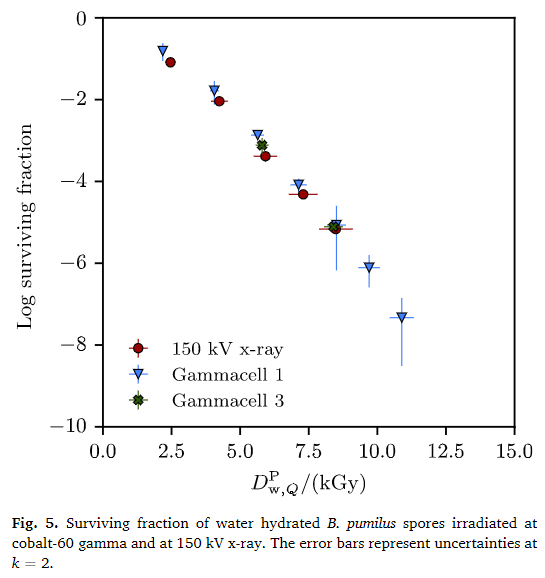 0
−2
−4
−6
−8
−10
Log surviving fraction
150 kV x-ray
Gammacell 1
Gammacell 3
0.0 2.5 5.0 7.5 10.0 12.5 15.0
D^P_{w,Q}/(kGy)
Fig. 5. Surviving fraction of water hydrated B. pumilus spores irradiated at
cobalt-60 gamma and at 150 kV x-ray. The error bars represent uncertainties at
k = 2.